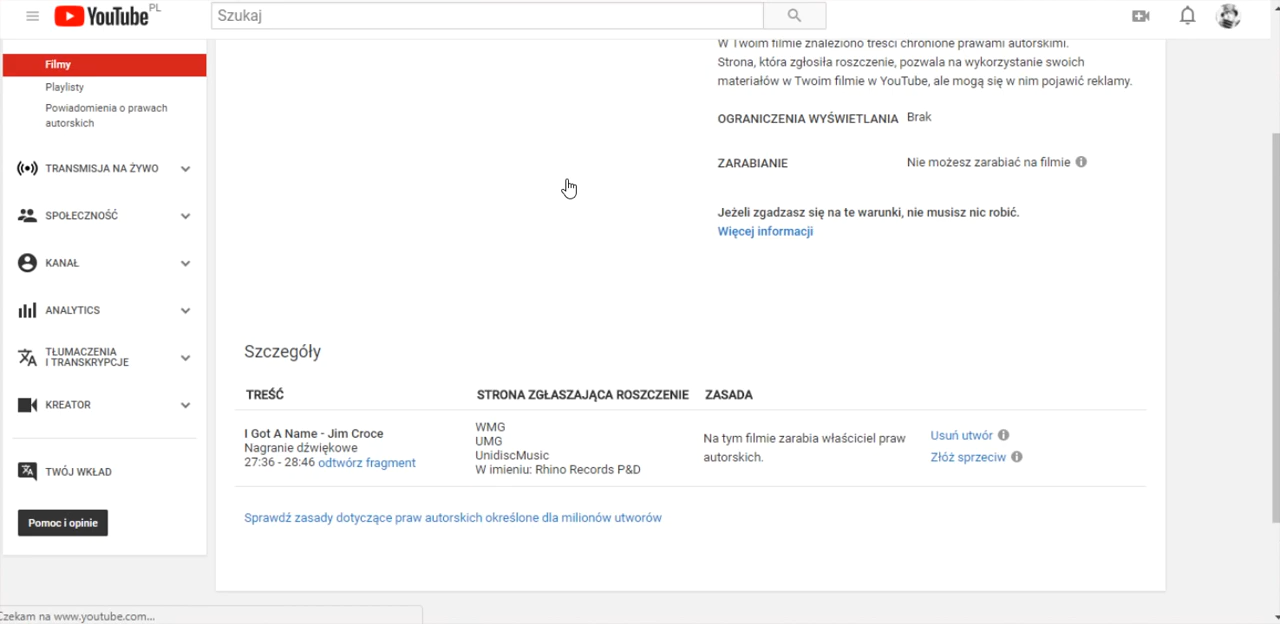 YouTube PL
Szukaj
Filmy
Playlisty
Powiadomienia o prawach
autorskich
TRANSMISJA NA ŻYWO
SPOŁECZNOŚĆ
KANAŁ
ANALYTICS
TŁUMACZENIA
I TRANSKRYPCJE
KREATOR
TWÓJ WKŁAD
Pomoc i opinie
W Twoim filmie znaleziono treści chronione prawami autorskimi.
Strona, która zgłosiła roszczenie, pozwala na wykorzystanie swoich
materiałów w Twoim filmie w YouTube, ale mogą się w nim pojawić reklamy.
OGRANICZENIA WYŚWIETLANIA Brak
ZARABIANIE Nie możesz zarabiać na filmie
Jeżeli zgadzasz się na te warunki, nie musisz nic robić.
Więcej informacji
Szczegóły
TREŚĆ STRONA ZGŁASZAJĄCA ROSZCZENIE ZASADA
I Got A Name - Jim Croce
Nagranie dźwiękowe
27:36 - 28:46 odtwórz fragment
WMG
UMG
UnidiscMusic
W imieniu: Rhino Records P&D
Na tym filmie zarabia właściciel praw
autorskich.
Usuń utwór
Złóż sprzeciw
Sprawdź zasady dotyczące praw autorskich określone dla milionów utworów
Czekam na www.youtube.com...